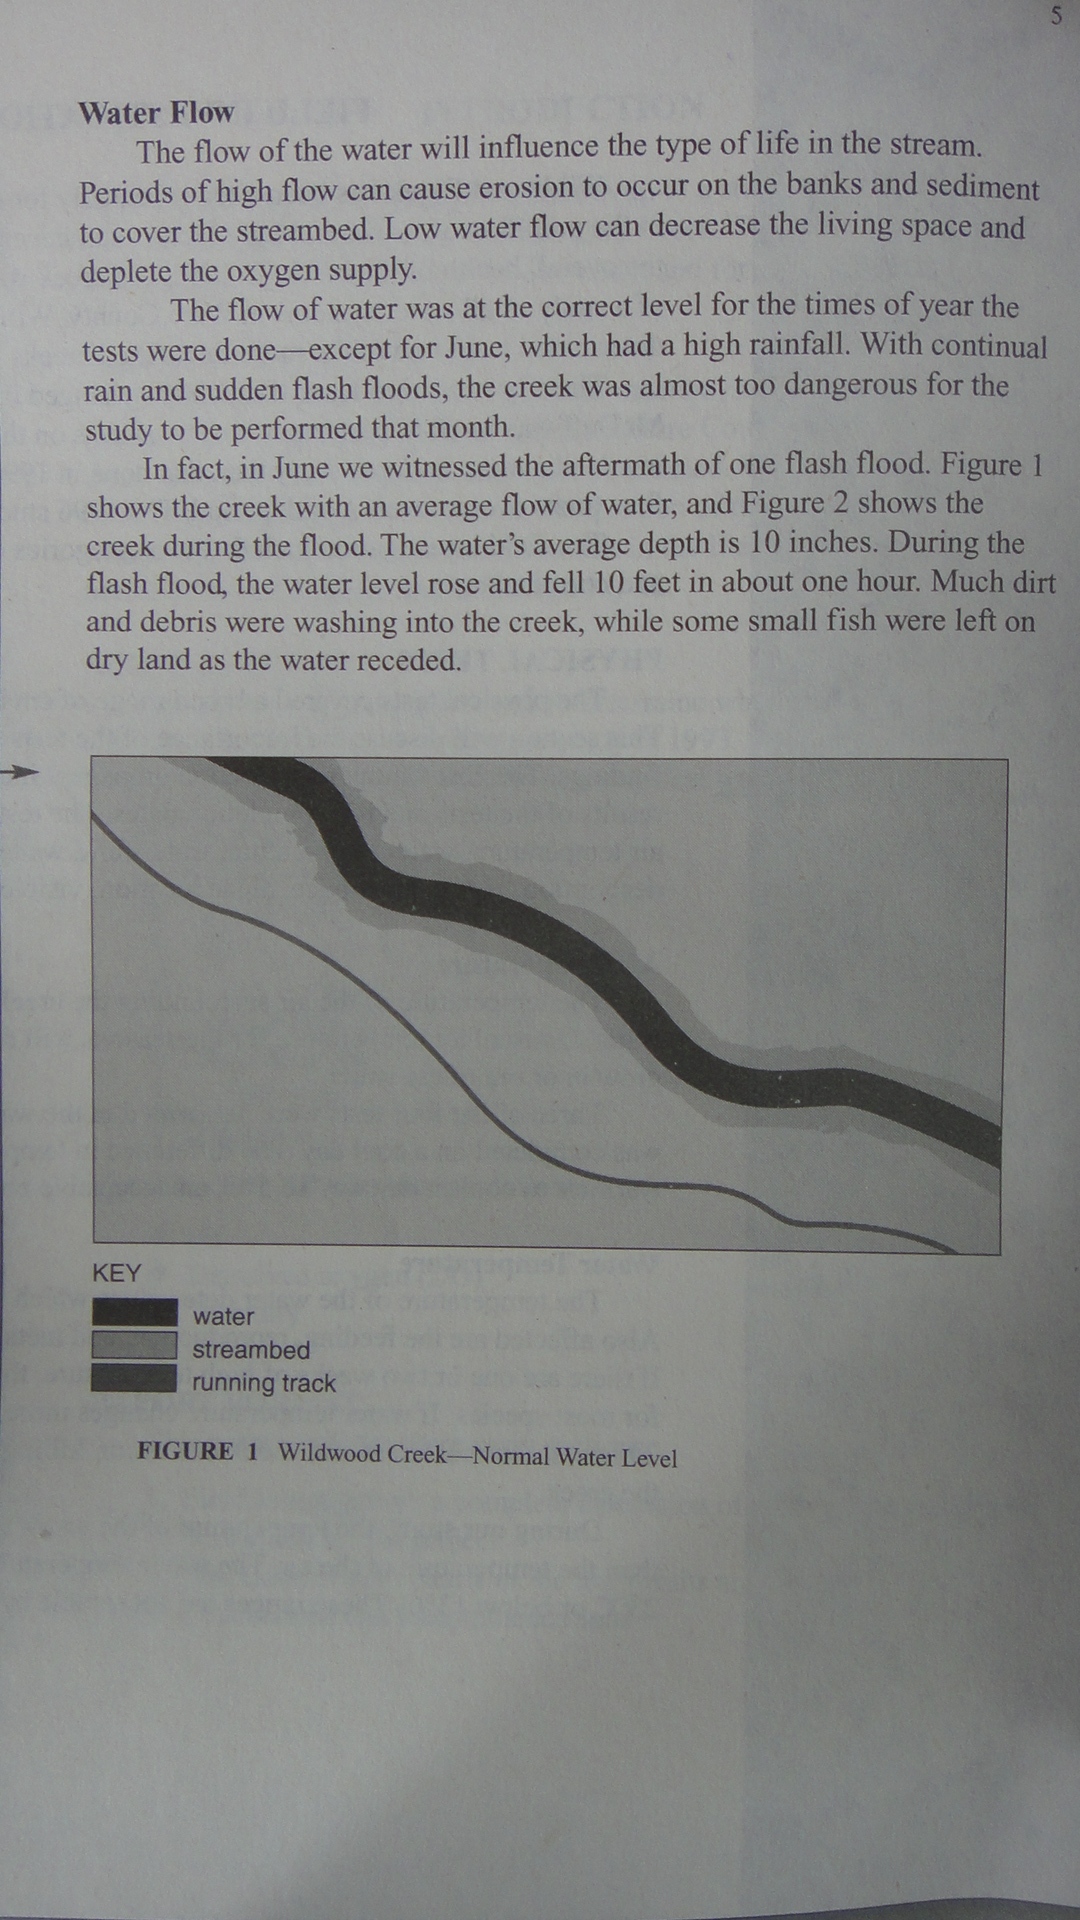 5
Water Flow
The flow of the water will influence the type of life in the stream.
Periods of high flow can cause erosion to occur on the banks and sediment
to cover the streambed. Low water flow can decrease the living space and
deplete the oxygen supply.
The flow of water was at the correct level for the times of year the
tests were done—except for June, which had a high rainfall. With continual
rain and sudden flash floods, the creek was almost too dangerous for the
study to be performed that month.
In fact, in June we witnessed the aftermath of one flash flood. Figure 1
shows the creek with an average flow of water, and Figure 2 shows the
creek during the flood. The water's average depth is 10 inches. During the
flash flood, the water level rose and fell 10 feet in about one hour. Much dirt
and debris were washing into the creek, while some small fish were left on
dry land as the water receded.
KEY
water
streambed
running track
FIGURE 1 Wildwood Creek—Normal Water Level